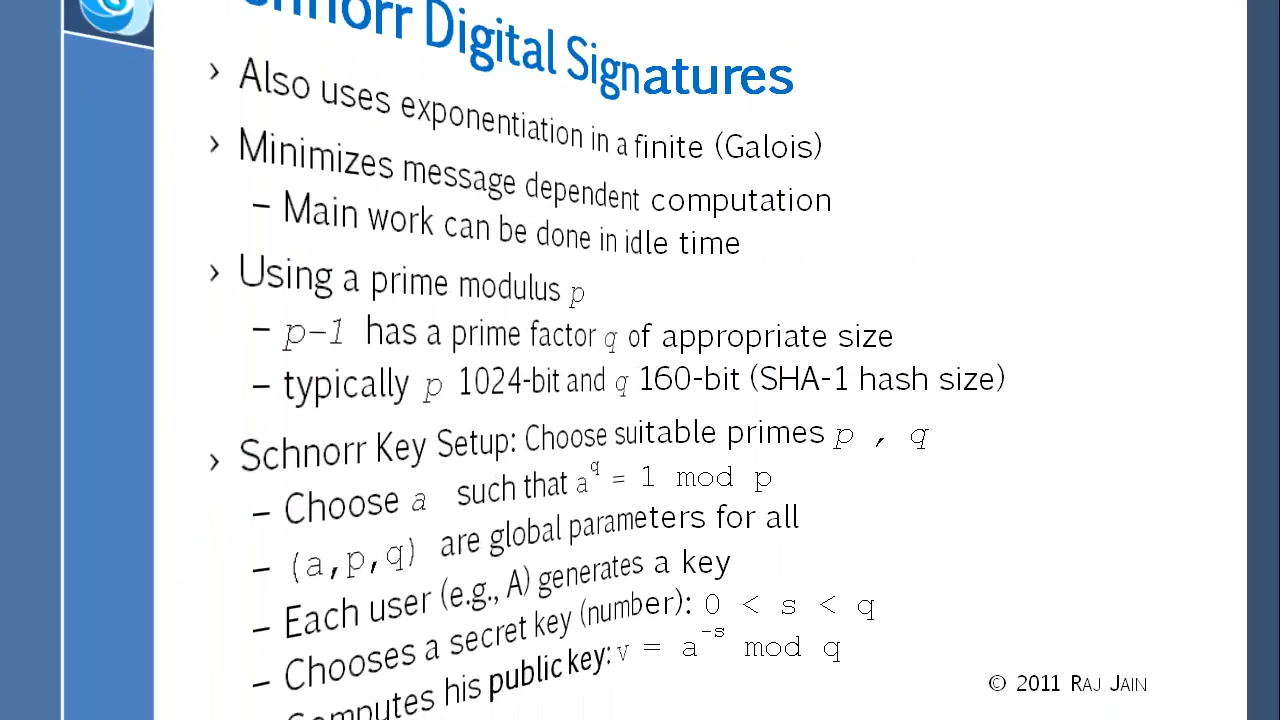 Schnorr Digital Signatures
› Also uses exponentiation in a finite (Galois)
› Minimizes message dependent computation
– Main work can be done in idle time
› Using a prime modulus p
– p–1 has a prime factor q of appropriate size
– typically p 1024-bit and q 160-bit (SHA-1 hash size)
› Schnorr Key Setup: Choose suitable primes p , q
– Choose a such that a^q = 1 mod p
– (a,p,q) are global parameters for all
– Each user (e.g., A) generates a key
– Chooses a secret key (number): 0 < s < q
Computes his public key: v = a^-s mod q
© 2011 RAJ JAIN